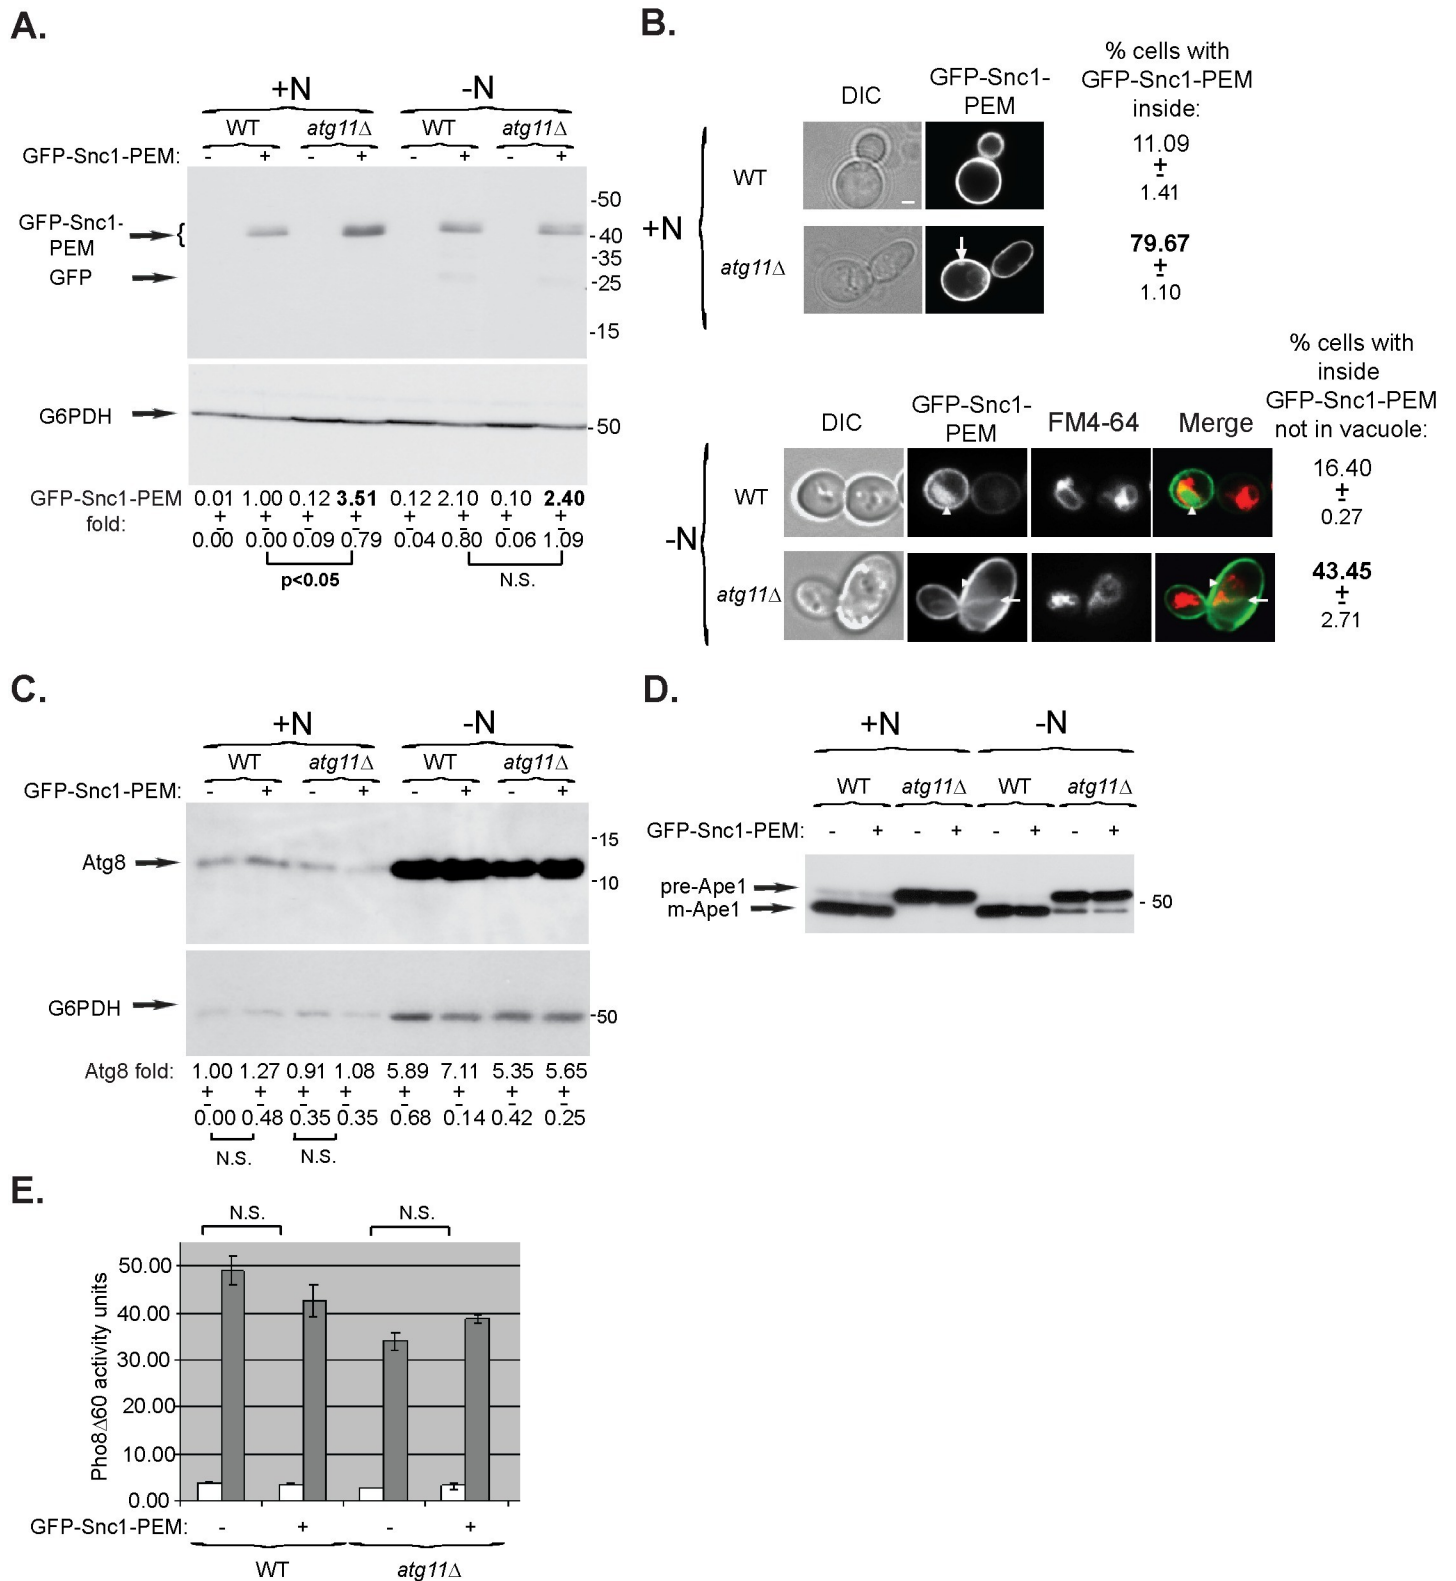 A.
+N -N
WT atg11Δ WT atg11Δ
GFP-Snc1-PEM: - + - + - + - +
GFP-Snc1-
PEM
{
GFP
-50
-40
-35
-25
-15
G6PDH
-50
GFP-Snc1-PEM 0.01 1.00 0.12 3.51 0.12 2.10 0.10 2.40
fold: ± ± ± ± ± ± ± ±
0.00 0.00 0.09 0.79 0.04 0.80 0.06 1.09
p<0.05 N.S.
B.
% cells with
GFP-Snc1-PEM
inside:
DIC
GFP-Snc1-
PEM
+N
WT
11.09
±
1.41
atg11Δ
79.67
±
1.10
% cells with
inside
GFP-Snc1-PEM
not in vacuole:
DIC
GFP-Snc1-
PEM
FM4-64
Merge
-N
WT
16.40
±
0.27
atg11Δ
43.45
±
2.71
C.
+N -N
WT atg11Δ WT atg11Δ
GFP-Snc1-PEM: - + - + - + - +
Atg8
-15
-10
G6PDH
-50
Atg8 fold: 1.00 1.27 0.91 1.08 5.89 7.11 5.35 5.65
± ± ± ± ± ± ± ±
0.00 0.48 0.35 0.35 0.68 0.14 0.42 0.25
N.S. N.S.
D.
+N -N
WT atg11Δ WT atg11Δ
GFP-Snc1-PEM: - + - + - + - +
pre-Ape1
m-Ape1
- 50
E.
N.S. N.S.
Pho8Δ60 activity units
50.00
40.00
30.00
20.00
10.00
0.00
GFP-Snc1-PEM: - + - +
WT atg11Δ